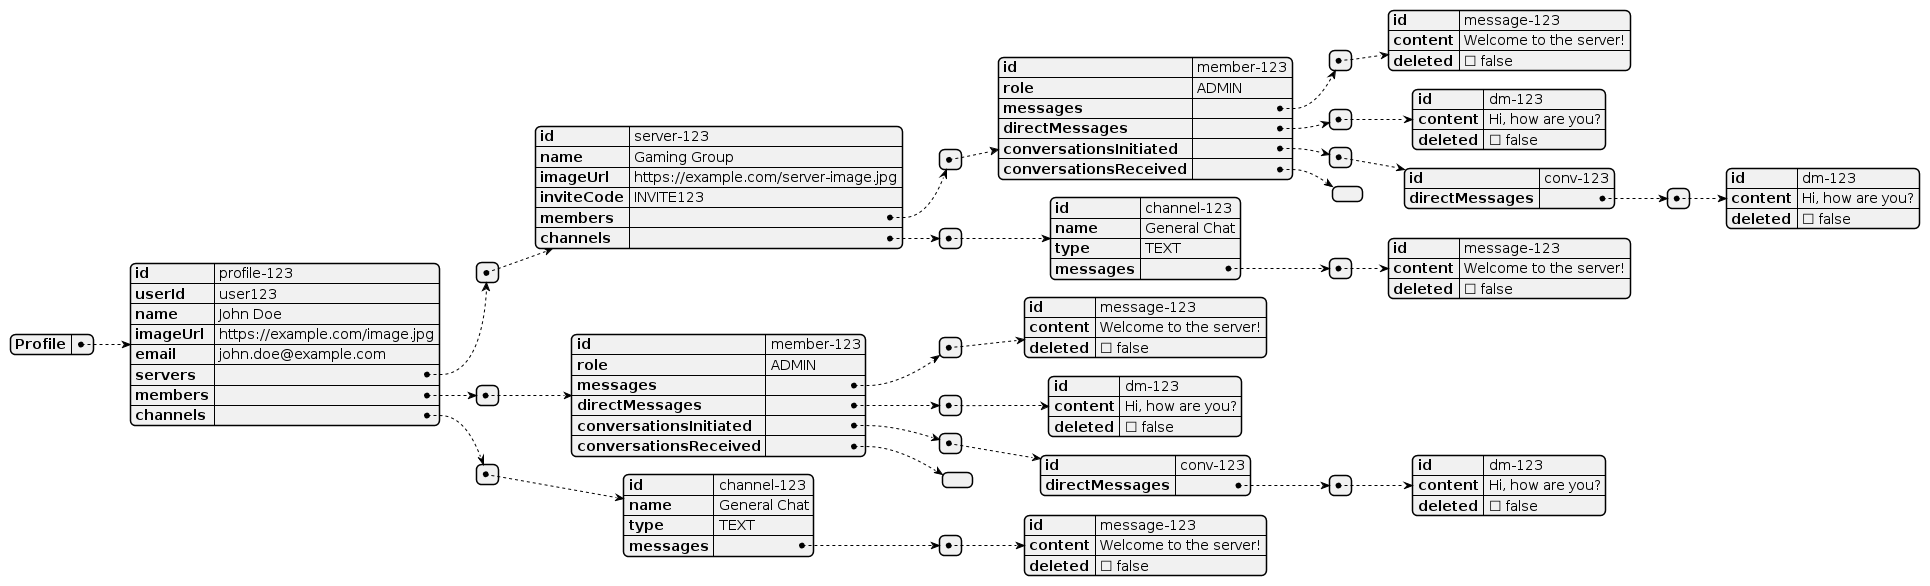 Profile
id profile-123
userId user123
name John Doe
imageUrl https://example.com/image.jpg
email john.doe@example.com
servers
members
channels
id server-123
name Gaming Group
imageUrl https://example.com/server-image.jpg
inviteCode INVITE123
members
channels
id member-123
role ADMIN
messages
directMessages
conversationsInitiated
conversationsReceived
id message-123
content Welcome to the server!
deleted ☐ false
id dm-123
content Hi, how are you?
deleted ☐ false
id conv-123
directMessages
id dm-123
content Hi, how are you?
deleted ☐ false
id channel-123
name General Chat
type TEXT
messages
id message-123
content Welcome to the server!
deleted ☐ false
id member-123
role ADMIN
messages
directMessages
conversationsInitiated
conversationsReceived
id message-123
content Welcome to the server!
deleted ☐ false
id dm-123
content Hi, how are you?
deleted ☐ false
id conv-123
directMessages
id dm-123
content Hi, how are you?
deleted ☐ false
id channel-123
name General Chat
type TEXT
messages
id message-123
content Welcome to the server!
deleted ☐ false